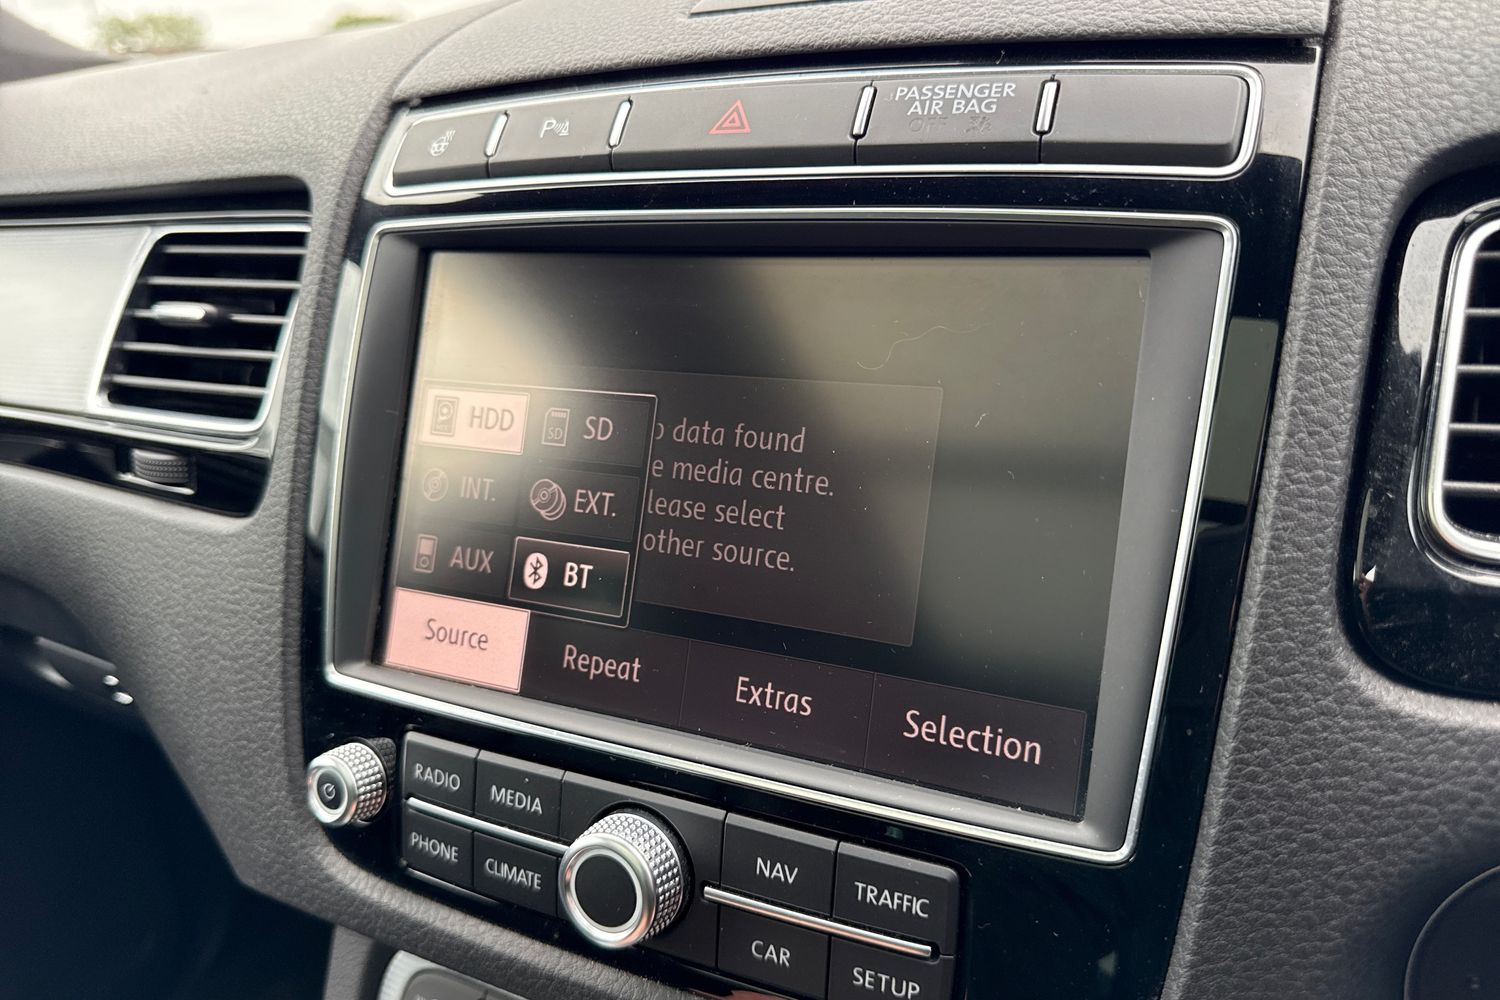 P
PASSENGER
AIR BAG
OFF
HDD
SD
SD
data found
e media centre.
INT.
EXT.
lease select
other source.
AUX
BT
Source
Repeat
Extras
Selection
RADIO
MEDIA
PHONE
CLIMATE
NAV
TRAFFIC
CAR
SETUP